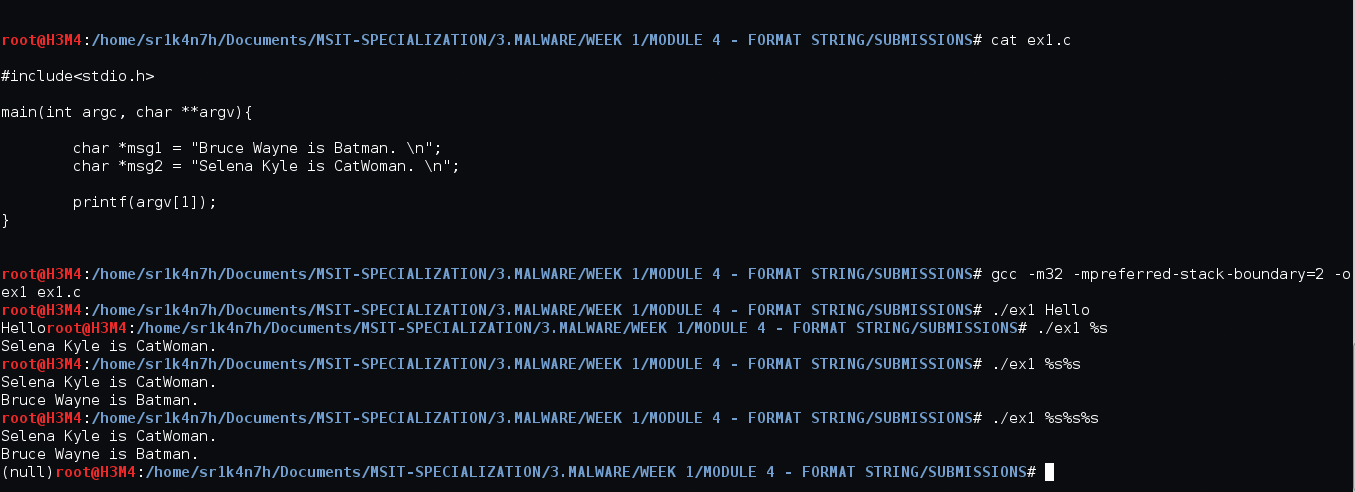 root@H3M4:/home/sr1k4n7h/Documents/MSIT-SPECIALIZATION/3.MALWARE/WEEK 1/MODULE 4 - FORMAT STRING/SUBMISSIONS# cat ex1.c
#include<stdio.h>
main(int argc, char **argv){
        char *msg1 = "Bruce Wayne is Batman. \n";
        char *msg2 = "Selena Kyle is CatWoman. \n";
        printf(argv[1]);
}
root@H3M4:/home/sr1k4n7h/Documents/MSIT-SPECIALIZATION/3.MALWARE/WEEK 1/MODULE 4 - FORMAT STRING/SUBMISSIONS# gcc -m32 -mpreferred-stack-boundary=2 -o
ex1 ex1.c
root@H3M4:/home/sr1k4n7h/Documents/MSIT-SPECIALIZATION/3.MALWARE/WEEK 1/MODULE 4 - FORMAT STRING/SUBMISSIONS# ./ex1 Hello
Helloroot@H3M4:/home/sr1k4n7h/Documents/MSIT-SPECIALIZATION/3.MALWARE/WEEK 1/MODULE 4 - FORMAT STRING/SUBMISSIONS# ./ex1 %s
Selena Kyle is CatWoman.
root@H3M4:/home/sr1k4n7h/Documents/MSIT-SPECIALIZATION/3.MALWARE/WEEK 1/MODULE 4 - FORMAT STRING/SUBMISSIONS# ./ex1 %s%s
Selena Kyle is CatWoman.
Bruce Wayne is Batman.
root@H3M4:/home/sr1k4n7h/Documents/MSIT-SPECIALIZATION/3.MALWARE/WEEK 1/MODULE 4 - FORMAT STRING/SUBMISSIONS# ./ex1 %s%s%s
Selena Kyle is CatWoman.
Bruce Wayne is Batman.
(null)root@H3M4:/home/sr1k4n7h/Documents/MSIT-SPECIALIZATION/3.MALWARE/WEEK 1/MODULE 4 - FORMAT STRING/SUBMISSIONS#